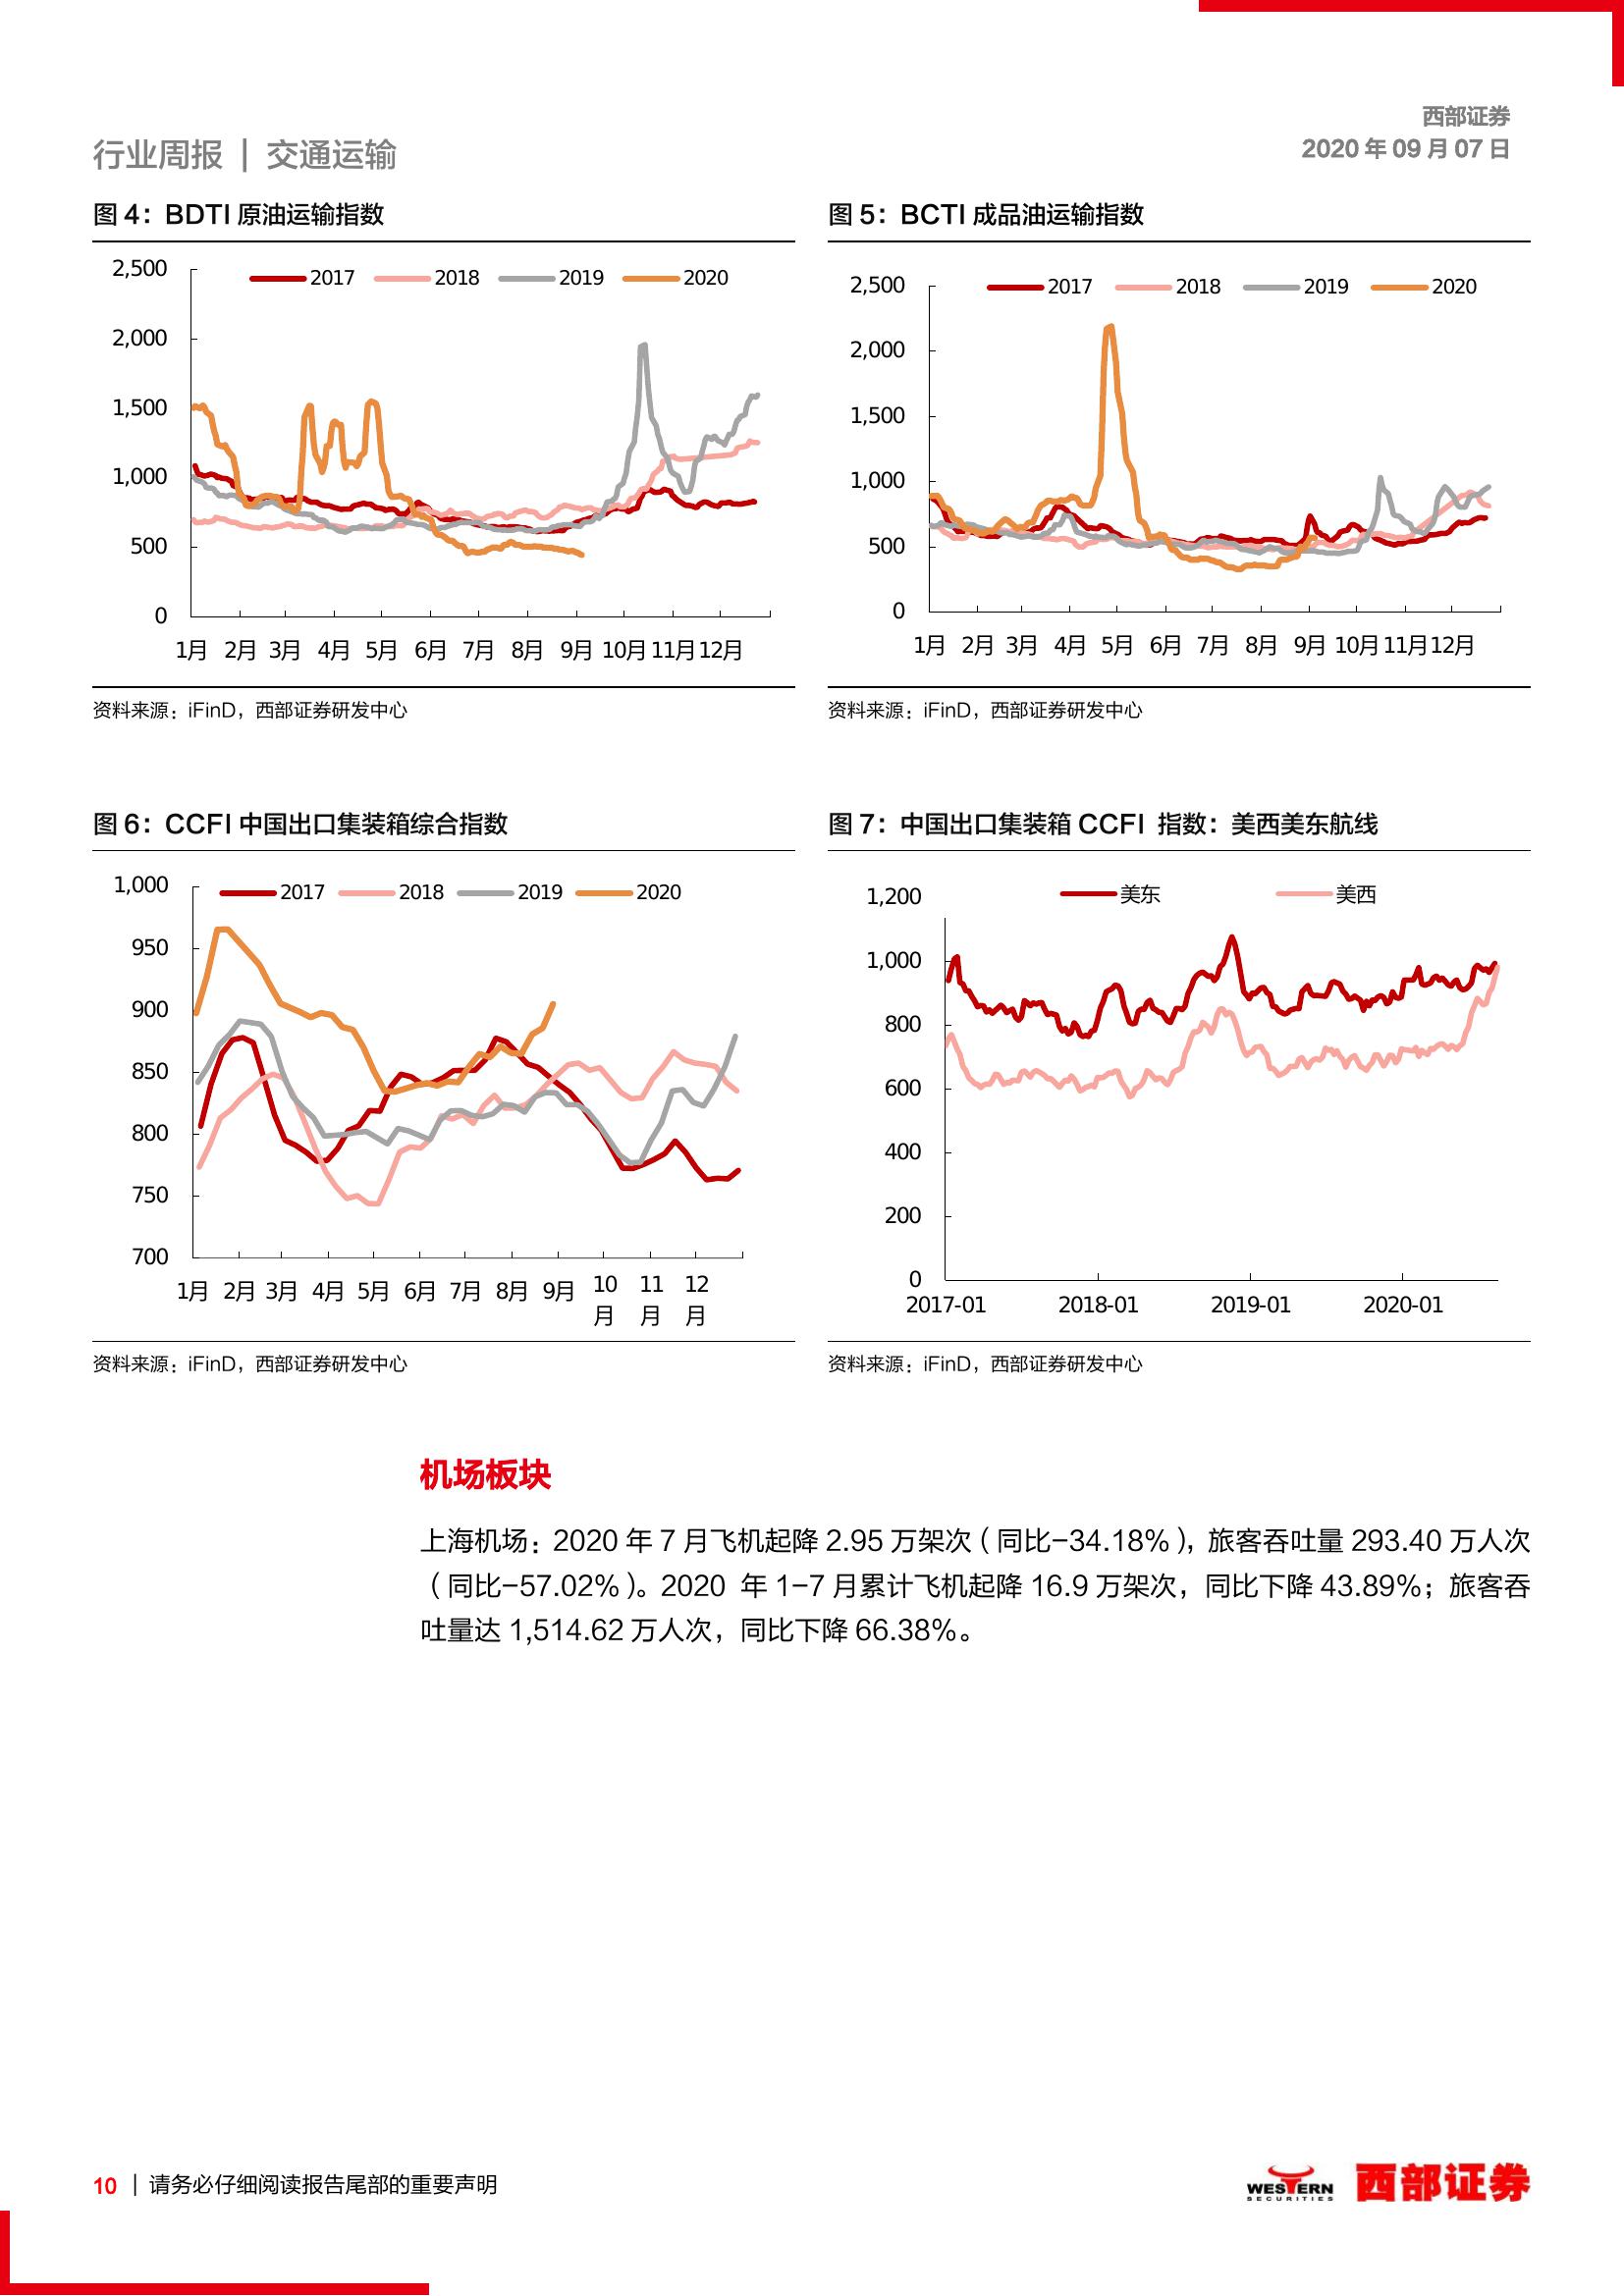 西部证券
行业周报 | 交通运输
2020 年 09 月 07 日
图 4：BDTI 原油运输指数
2,500
2,000
1,500
1,000
500
0
2017 2018 2019 2020
1月 2月 3月 4月 5月 6月 7月 8月 9月 10月 11月 12月
资料来源：iFinD，西部证券研发中心
图 5：BCTI 成品油运输指数
2,500
2,000
1,500
1,000
500
0
2017 2018 2019 2020
1月 2月 3月 4月 5月 6月 7月 8月 9月 10月 11月 12月
资料来源：iFinD，西部证券研发中心
图 6：CCFI 中国出口集装箱综合指数
1,000
950
900
850
800
750
700
2017 2018 2019 2020
1月 2月 3月 4月 5月 6月 7月 8月 9月 10月 11月 12月
资料来源：iFinD，西部证券研发中心
图 7：中国出口集装箱 CCFI 指数：美西美东航线
1,200
1,000
800
600
400
200
0
美东 美西
2017-01 2018-01 2019-01 2020-01
资料来源：iFinD，西部证券研发中心
机场板块
上海机场：2020 年 7 月飞机起降 2.95 万架次（同比-34.18%），旅客吞吐量 293.40 万人次
（同比-57.02%）。2020 年 1-7 月累计飞机起降 16.9 万架次，同比下降 43.89%；旅客吞
吐量达 1,514.62 万人次，同比下降 66.38%。
10 | 请务必仔细阅读报告尾部的重要声明
WESTERN
SECURITIES
西部证券